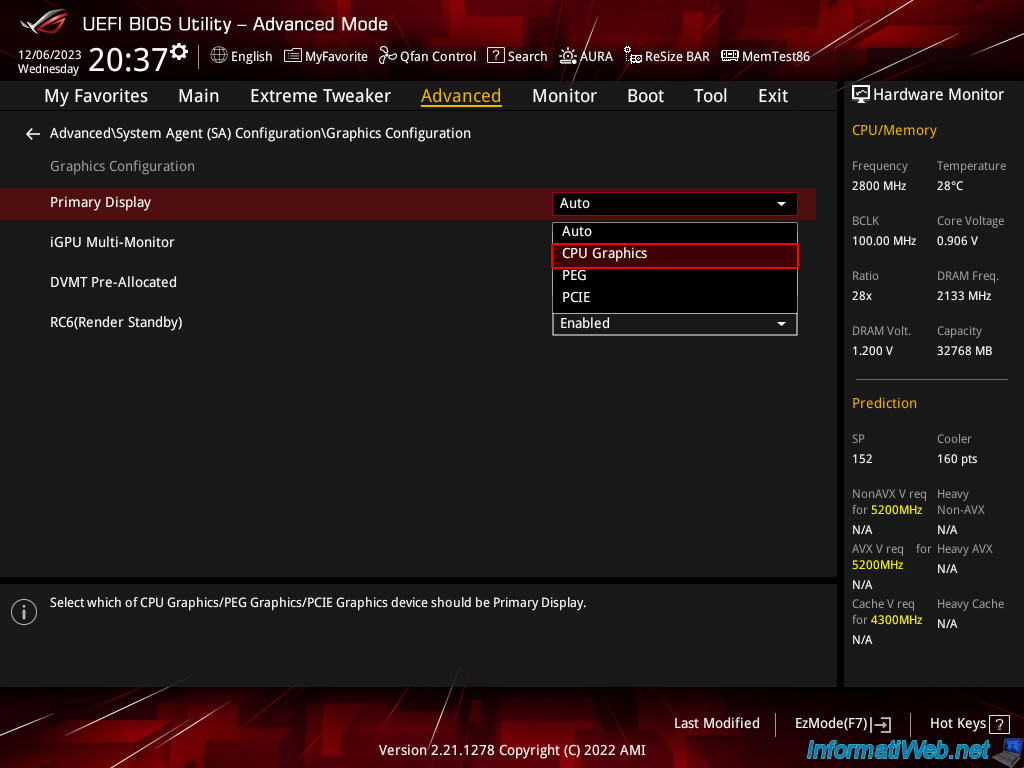 UEFI BIOS Utility – Advanced Mode
12/06/2023
Wednesday
20:37
English
MyFavorite
Qfan Control
? Search
AURA
ReSize BAR
MemTest86
My Favorites Main Extreme Tweaker Advanced Monitor Boot Tool Exit
Hardware Monitor
← Advanced\System Agent (SA) Configuration\Graphics Configuration
Graphics Configuration
Primary Display Auto
Auto
iGPU Multi-Monitor
CPU Graphics
PEG
DVMT Pre-Allocated
PCIE
RC6(Render Standby) Enabled
CPU/Memory
Frequency Temperature
2800 MHz 28°C
BCLK Core Voltage
100.00 MHz 0.906 V
Ratio DRAM Freq.
28x 2133 MHz
DRAM Volt. Capacity
1.200 V 32768 MB
Prediction
SP Cooler
152 160 pts
NonAVX V req Heavy
for 5200MHz Non-AVX
N/A N/A
AVX V req for Heavy AVX
5200MHz N/A
N/A
Cache V req Heavy Cache
for 4300MHz N/A
N/A
i Select which of CPU Graphics/PEG Graphics/PCIE Graphics device should be Primary Display.
Last Modified EzMode(F7) Hot Keys ?
Version 2.21.1278 Copyright (C) 2022 AMI
InformatiWeb.net